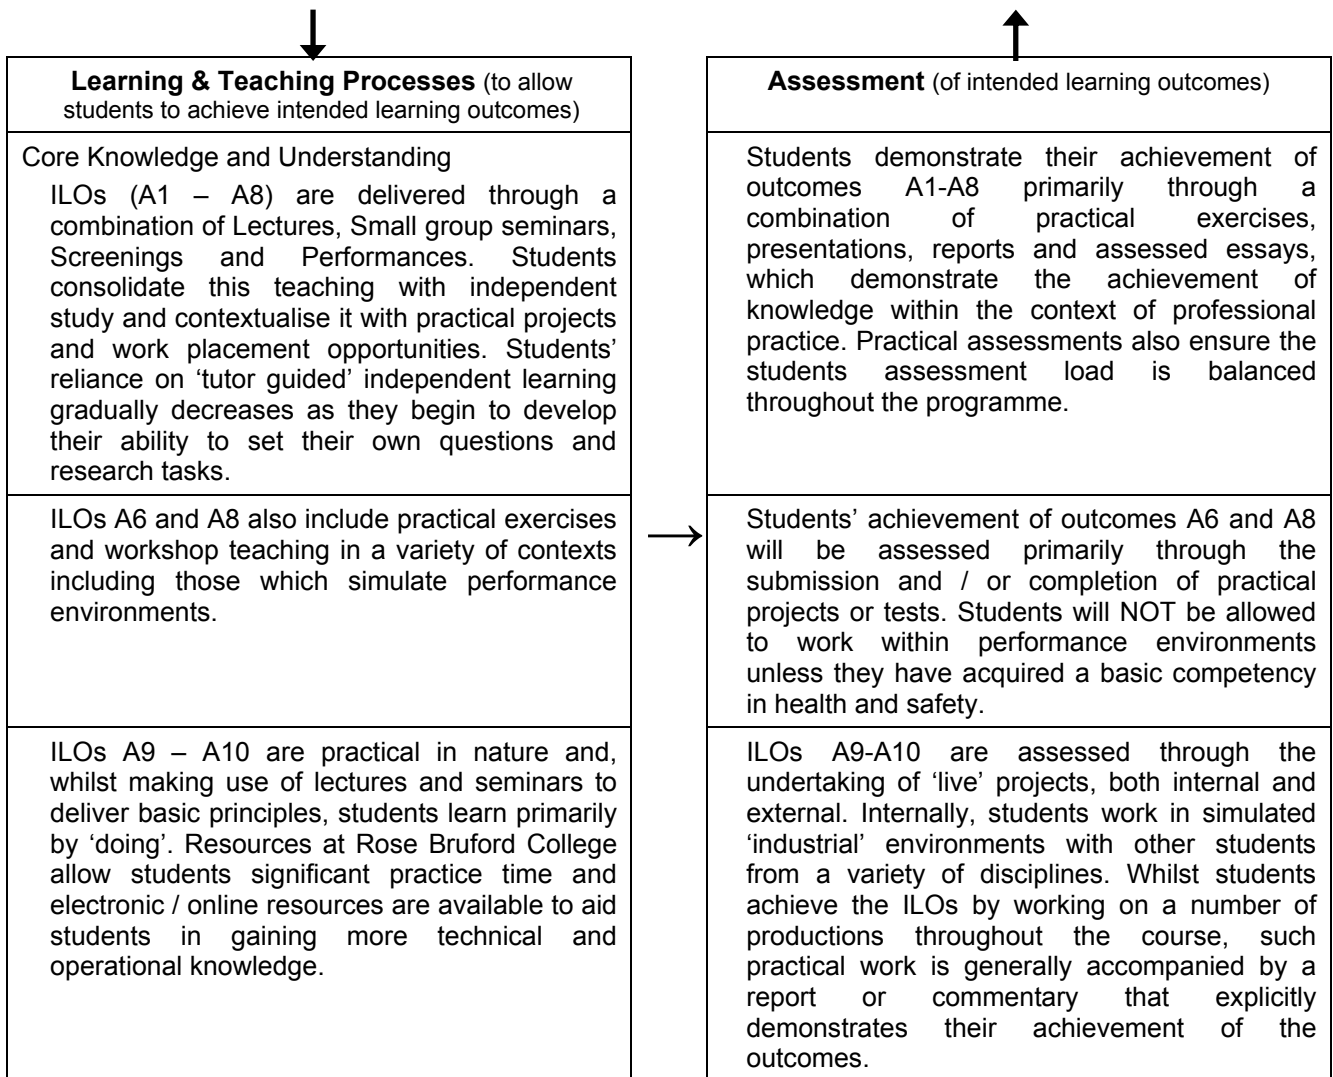 Learning & Teaching Processes (to allow
students to achieve intended learning outcomes)
Core Knowledge and Understanding
ILOs (A1 – A8) are delivered through a
combination of Lectures, Small group seminars,
Screenings and Performances. Students
consolidate this teaching with independent
study and contextualise it with practical projects
and work placement opportunities. Students’
reliance on ‘tutor guided’ independent learning
gradually decreases as they begin to develop
their ability to set their own questions and
research tasks.
ILOs A6 and A8 also include practical exercises
and workshop teaching in a variety of contexts
including those which simulate performance
environments.
ILOs A9 – A10 are practical in nature and,
whilst making use of lectures and seminars to
deliver basic principles, students learn primarily
by ‘doing’. Resources at Rose Bruford College
allow students significant practice time and
electronic / online resources are available to aid
students in gaining more technical and
operational knowledge.
Assessment (of intended learning outcomes)
Students demonstrate their achievement of
outcomes A1-A8 primarily through a
combination of practical exercises,
presentations, reports and assessed essays,
which demonstrate the achievement of
knowledge within the context of professional
practice. Practical assessments also ensure the
students assessment load is balanced
throughout the programme.
Students’ achievement of outcomes A6 and A8
will be assessed primarily through the
submission and / or completion of practical
projects or tests. Students will NOT be allowed
to work within performance environments
unless they have acquired a basic competency
in health and safety.
ILOs A9-A10 are assessed through the
undertaking of ‘live’ projects, both internal and
external. Internally, students work in simulated
‘industrial’ environments with other students
from a variety of disciplines. Whilst students
achieve the ILOs by working on a number of
productions throughout the course, such
practical work is generally accompanied by a
report or commentary that explicitly
demonstrates their achievement of the
outcomes.